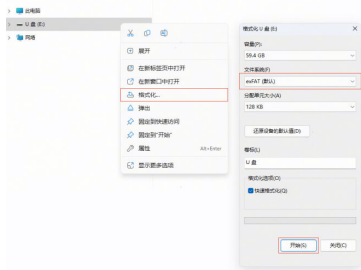 此电脑
U 盘 (E:)
网络
展开
在新标签页中打开
在新窗口中打开
格式化...
弹出
固定到快速访问
固定到"开始"
属性 Alt+Enter
显示更多选项
格式化 U 盘 (E:)
容量(P):
59.4 GB
文件系统(F)
exFAT (默认)
分配单元大小(A)
128 KB
还原设备的默认值(D)
卷标(L)
U 盘
格式化选项(O)
快速格式化(Q)
开始(S)
关闭(C)